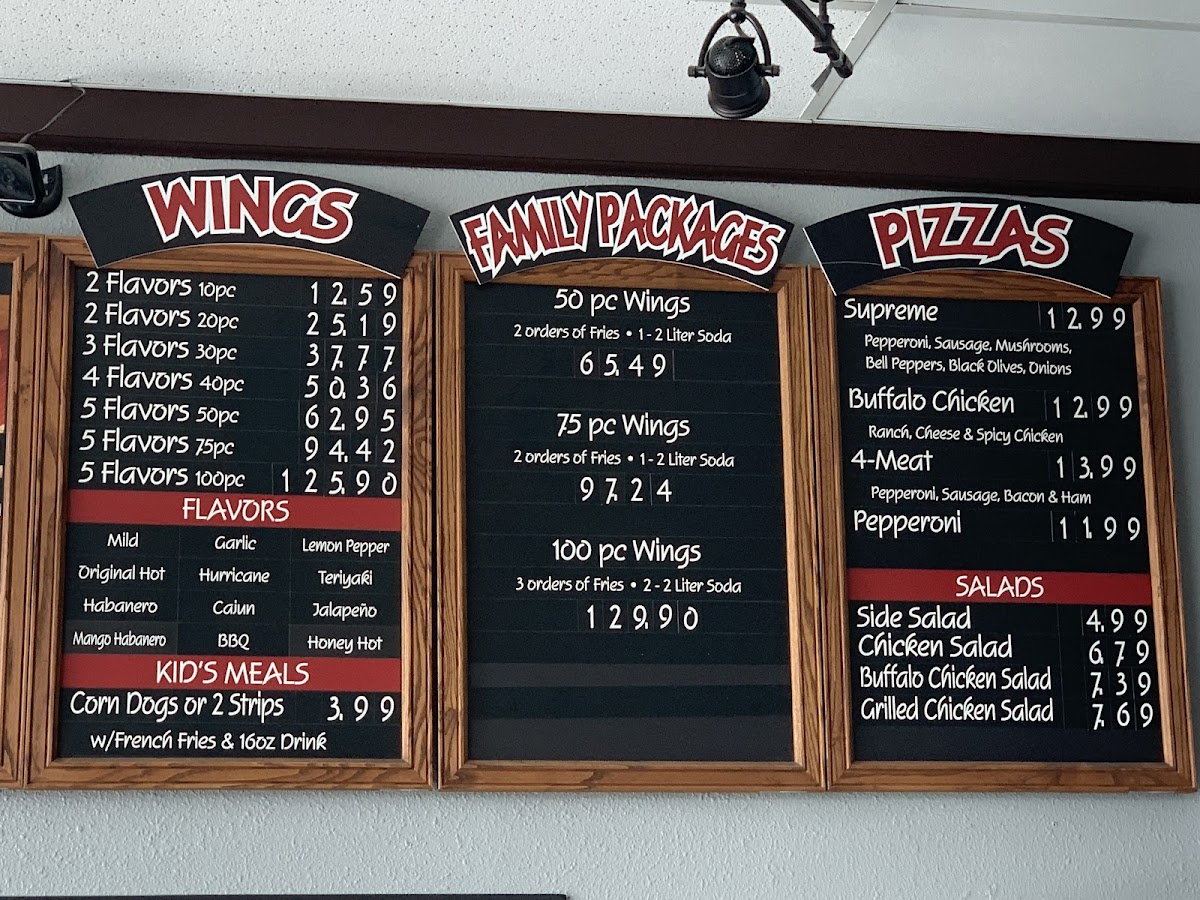 WINGS
2 Flavors 10pc 12.59
2 Flavors 20pc 25.19
3 Flavors 30pc 37.77
4 Flavors 40pc 50.36
5 Flavors 50pc 62.95
5 Flavors 75pc 94.42
5 Flavors 100pc 125.90
FLAVORS
Mild Garlic Lemon Pepper
Original Hot Hurricane Teriyaki
Habanero Cajun Jalapeño
Mango Habanero BBQ Honey Hot
KID'S MEALS
Corn Dogs or 2 Strips 3.99
w/French Fries & 16oz Drink
FAMILY PACKAGES
50 pc Wings
2 orders of Fries • 1 - 2 Liter Soda
65.49
75 pc Wings
2 orders of Fries • 1 - 2 Liter Soda
97.24
100 pc Wings
3 orders of Fries • 2 - 2 Liter Soda
129.90
PIZZAS
Supreme 12.99
Pepperoni, Sausage, Mushrooms,
Bell Peppers, Black Olives, Onions
Buffalo Chicken 12.99
Ranch, Cheese & Spicy Chicken
4-Meat 13.99
Pepperoni, Sausage, Bacon & Ham
Pepperoni 11.99
SALADS
Side Salad 4.99
Chicken Salad 6.79
Buffalo Chicken Salad 7.39
Grilled Chicken Salad 7.69